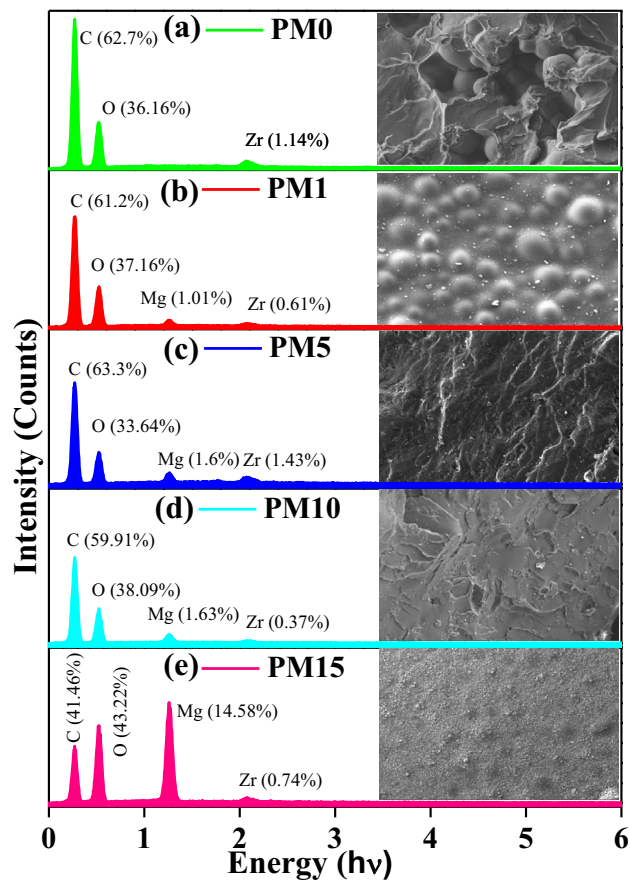 (a) PM0
C (62.7%)
O (36.16%)
Zr (1.14%)
(b) PM1
C (61.2%)
O (37.16%)
Mg (1.01%)
Zr (0.61%)
(c) PM5
C (63.3%)
O (33.64%)
Mg (1.6%) Zr (1.43%)
(d) PM10
C (59.91%)
O (38.09%)
Mg (1.63%)
Zr (0.37%)
(e) PM15
C (41.46%)
O (43.22%)
Mg (14.58%)
Zr (0.74%)
Intensity (Counts)
0 1 2 3 4 5 6
Energy (hν)